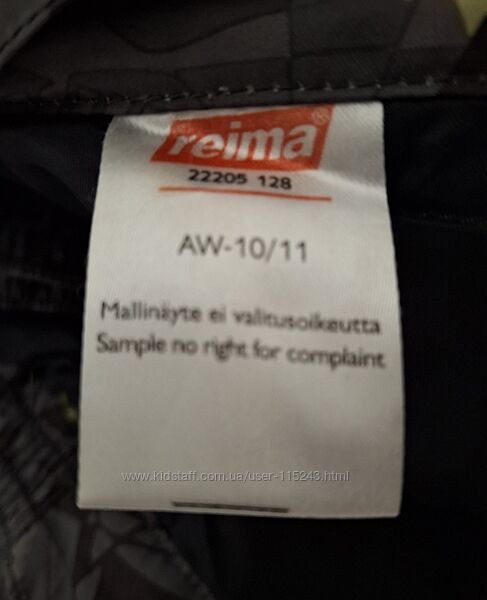 reima®
22205 128
AW-10/11
Mallinäyte ei valitusoikeutta
Sample no right for complaint
www.kidstaff.com.ua/user-115243.html